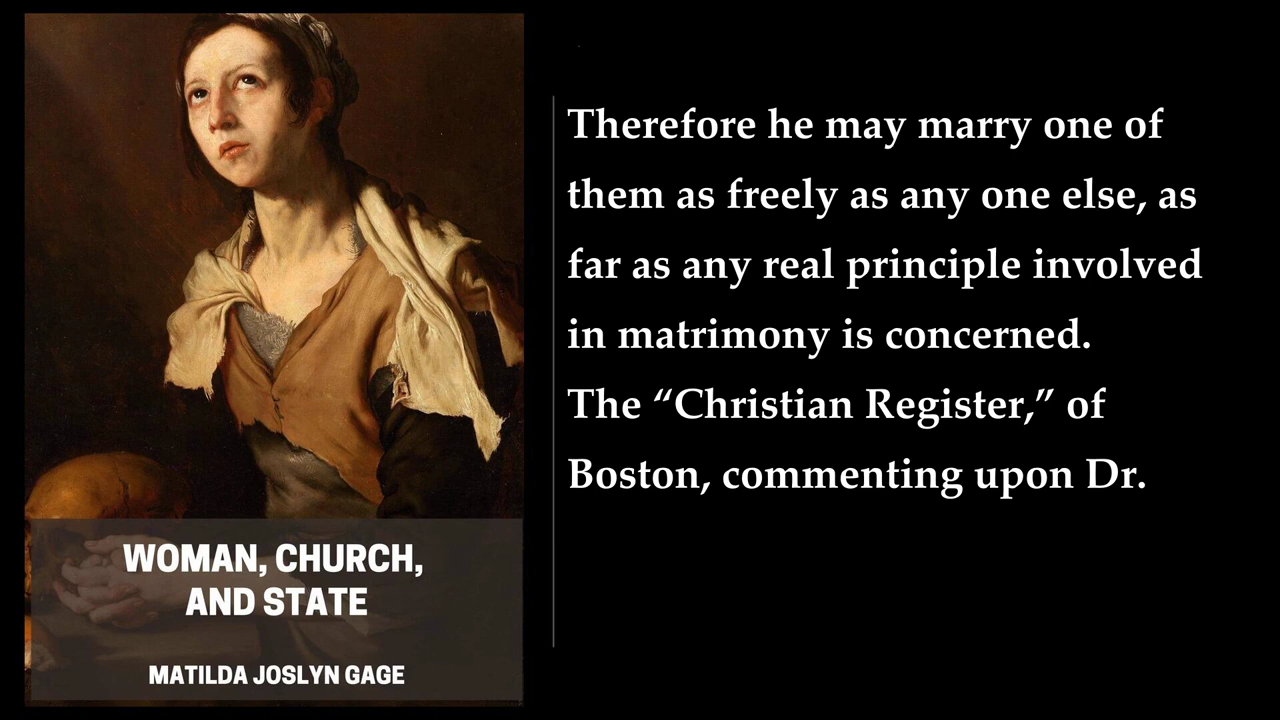 WOMAN, CHURCH,
AND STATE
MATILDA JOSLYN GAGE
Therefore he may marry one of
them as freely as any one else, as
far as any real principle involved
in matrimony is concerned.
The “Christian Register,” of
Boston, commenting upon Dr.